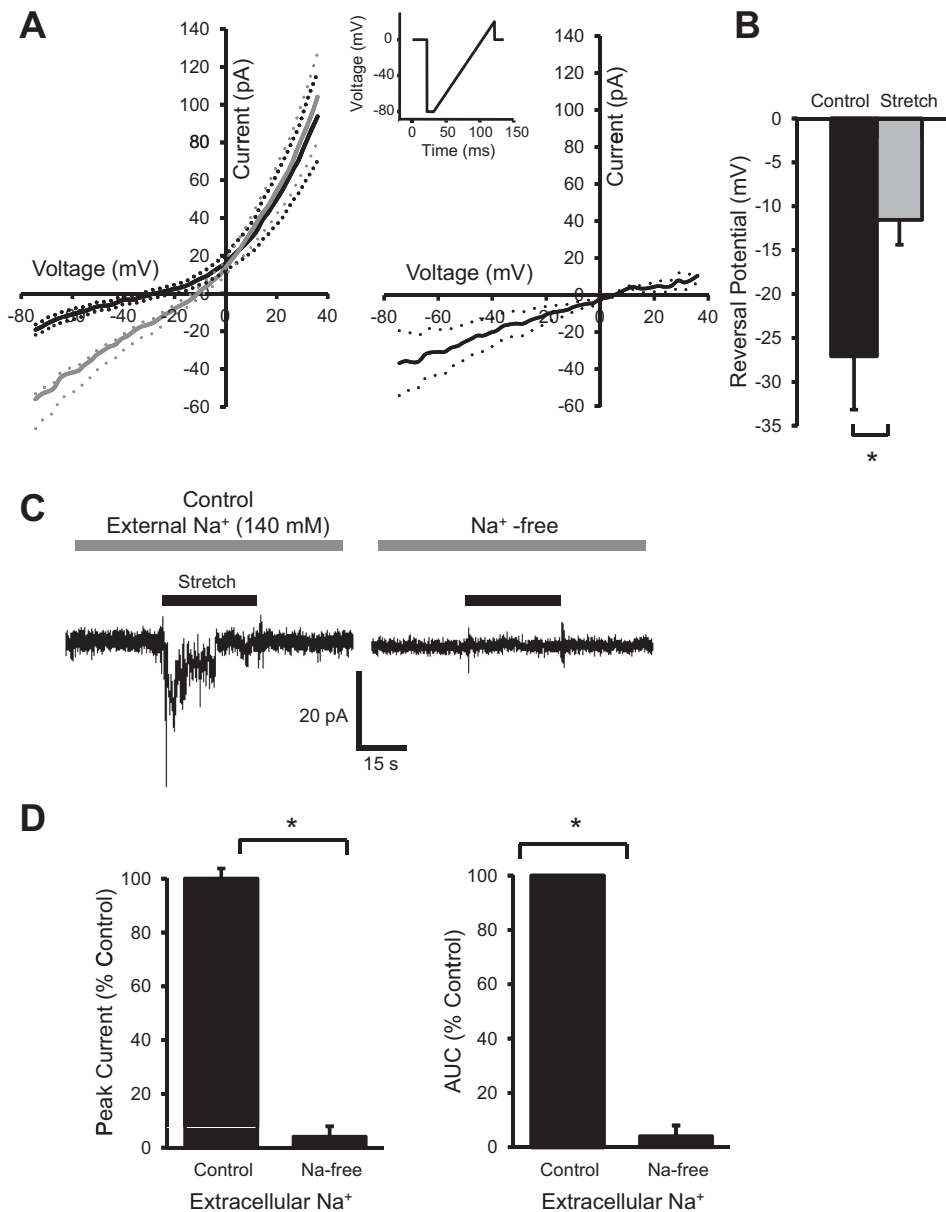 A
140
120
100
80
60
40
20
0
-20
-40
-60
Current (pA)
Voltage (mV)
-80
-60
-40
-20
0
20
40
0
-40
-80
Voltage (mV)
0
50
100
150
Time (ms)
140
120
100
80
60
40
20
0
-20
-40
-60
Current (pA)
Voltage (mV)
-80
-60
-40
-20
0
20
40
B
Control Stretch
0
-5
-10
-15
-20
-25
-30
-35
Reversal Potential (mV)
*
C
Control
External Na⁺ (140 mM)
Na⁺ -free
Stretch
20 pA
15 s
D
*
100
80
60
40
20
0
Peak Current (% Control)
Control
Na-free
Extracellular Na⁺
*
100
80
60
40
20
0
AUC (% Control)
Control
Na-free
Extracellular Na⁺